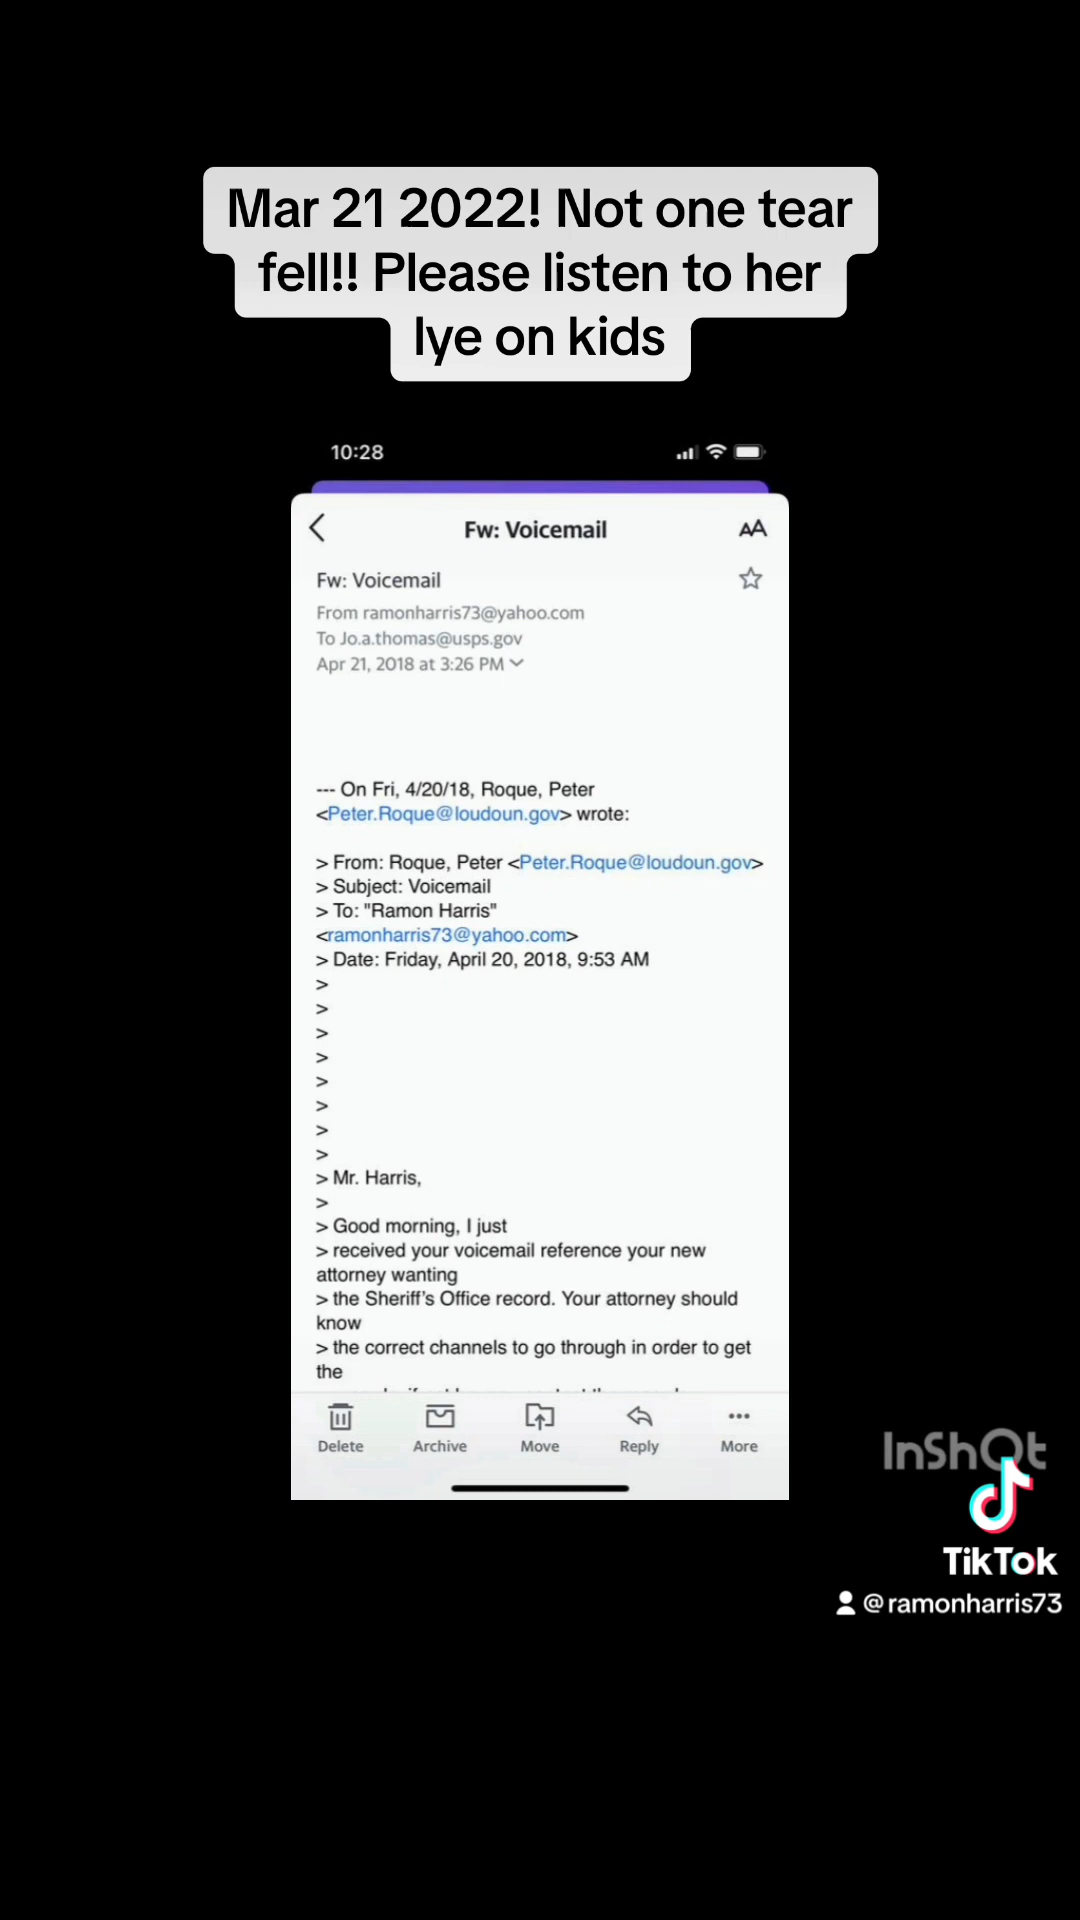 Mar 21 2022! Not one tear
fell!! Please listen to her
lye on kids
10:28
Fw: Voicemail
AA
Fw: Voicemail
From ramonharris73@yahoo.com
To Jo.a.thomas@usps.gov
Apr 21, 2018 at 3:26 PM
--- On Fri, 4/20/18, Roque, Peter
<Peter.Roque@loudoun.gov> wrote:
> From: Roque, Peter <Peter.Roque@loudoun.gov>
> Subject: Voicemail
> To: "Ramon Harris"
<ramonharris73@yahoo.com>
> Date: Friday, April 20, 2018, 9:53 AM
>
>
>
>
>
>
>
>
> Mr. Harris,
>
> Good morning, I just
> received your voicemail reference your new
attorney wanting
> the Sheriff's Office record. Your attorney should
know
> the correct channels to go through in order to get
the
Delete Archive Move Reply More
InShOt
TikTok
@ramonharris73